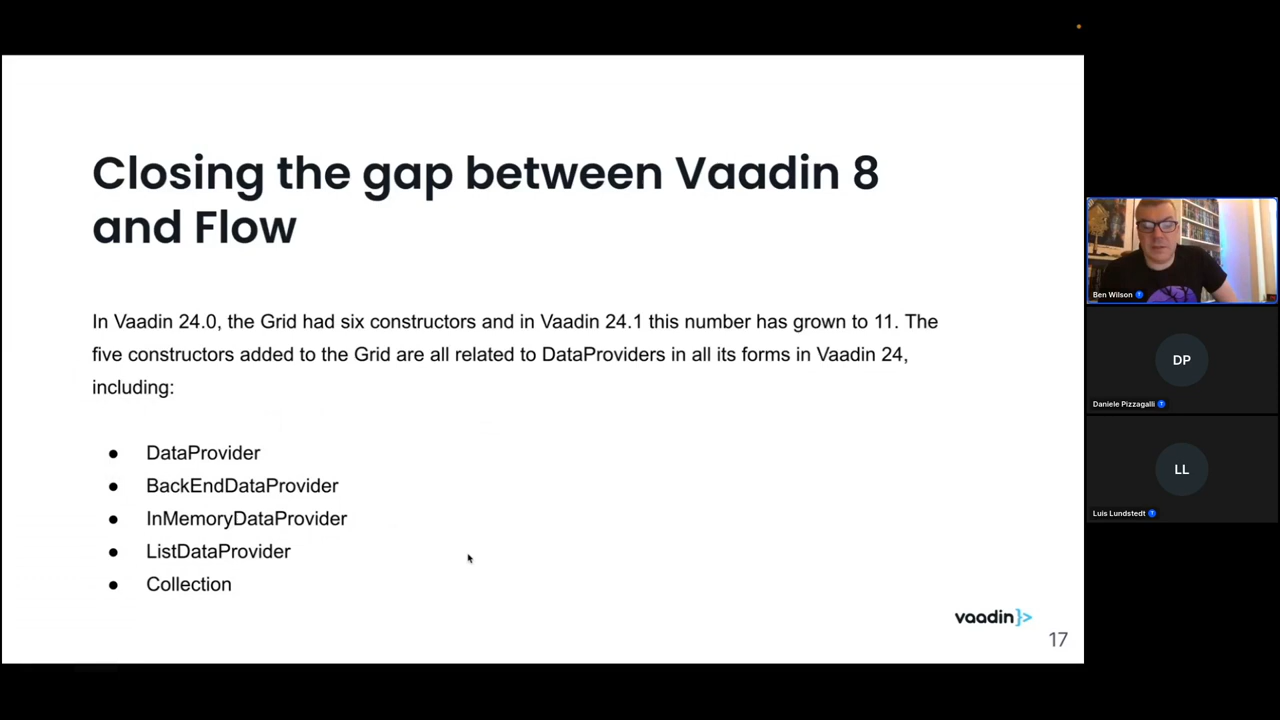 Closing the gap between Vaadin 8
and Flow
In Vaadin 24.0, the Grid had six constructors and in Vaadin 24.1 this number has grown to 11. The
five constructors added to the Grid are all related to DataProviders in all its forms in Vaadin 24,
including:
● DataProvider
● BackEndDataProvider
● InMemoryDataProvider
● ListDataProvider
● Collection
vaadin}>
17
Ben Wilson
DP
Daniele Pizzagalli
LL
Luis Lundstedt